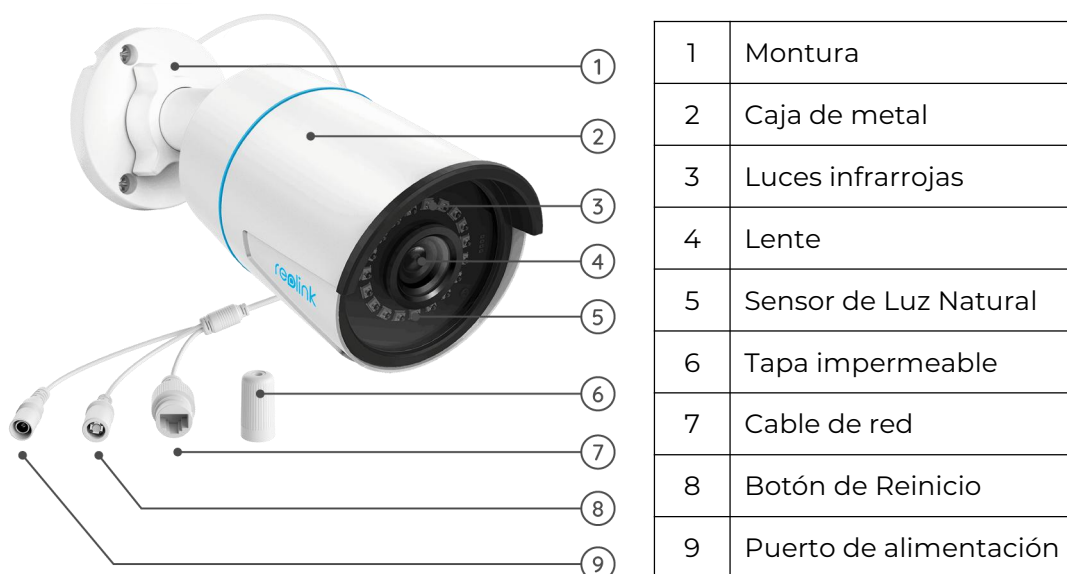 1
2
3
4
reolink
5
6
7
8
9
1 Montura
2 Caja de metal
3 Luces infrarrojas
4 Lente
5 Sensor de Luz Natural
6 Tapa impermeable
7 Cable de red
8 Botón de Reinicio
9 Puerto de alimentación